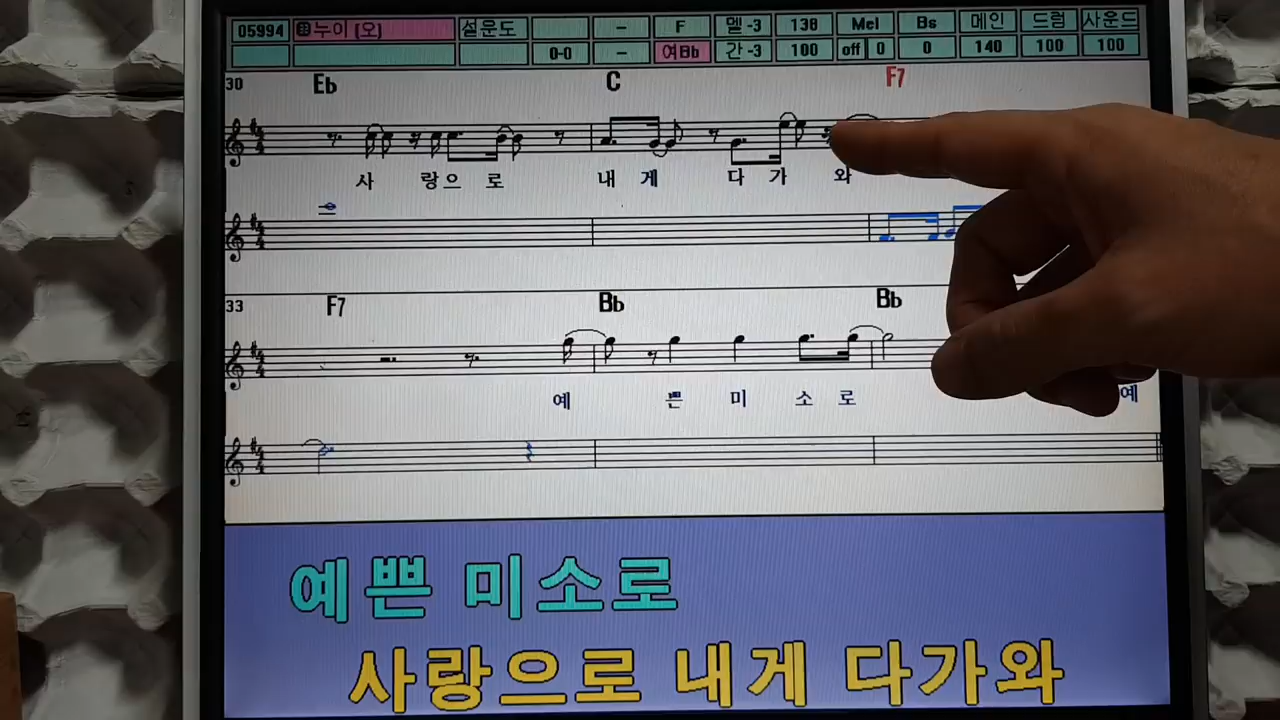 05994 누이 (오) 설운도 – F 멜 -3 138 Mel Bs 메인 드럼 사운드
0-0 – 여Bb 간 -3 100 off 0 0 140 100 100
30 Eb C F7
사 랑으 로 내 게 다 가 와
33 F7 Bb Bb
예 쁜 미 소 로 예
예쁜 미소로
사랑으로 내게 다가와